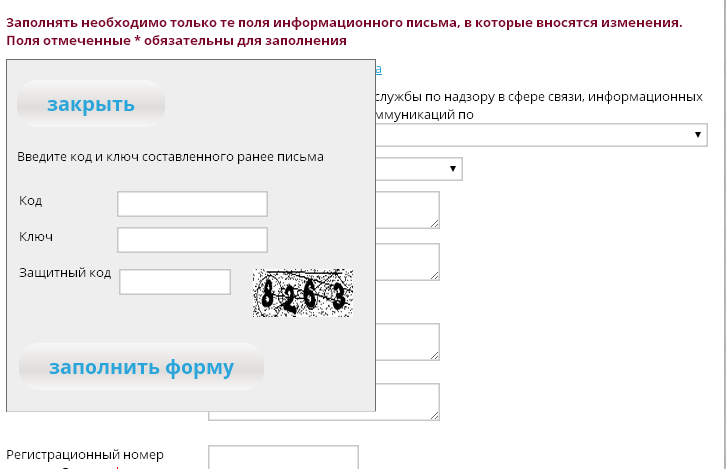 Заполнять необходимо только те поля информационного письма, в которые вносятся изменения.
Поля отмеченные * обязательны для заполнения
а
закрыть
службы по надзору в сфере связи, информационных
ммуникаций по
Введите код и ключ составленного ранее письма
Код
Ключ
Защитный код
8263
заполнить форму
Регистрационный номер